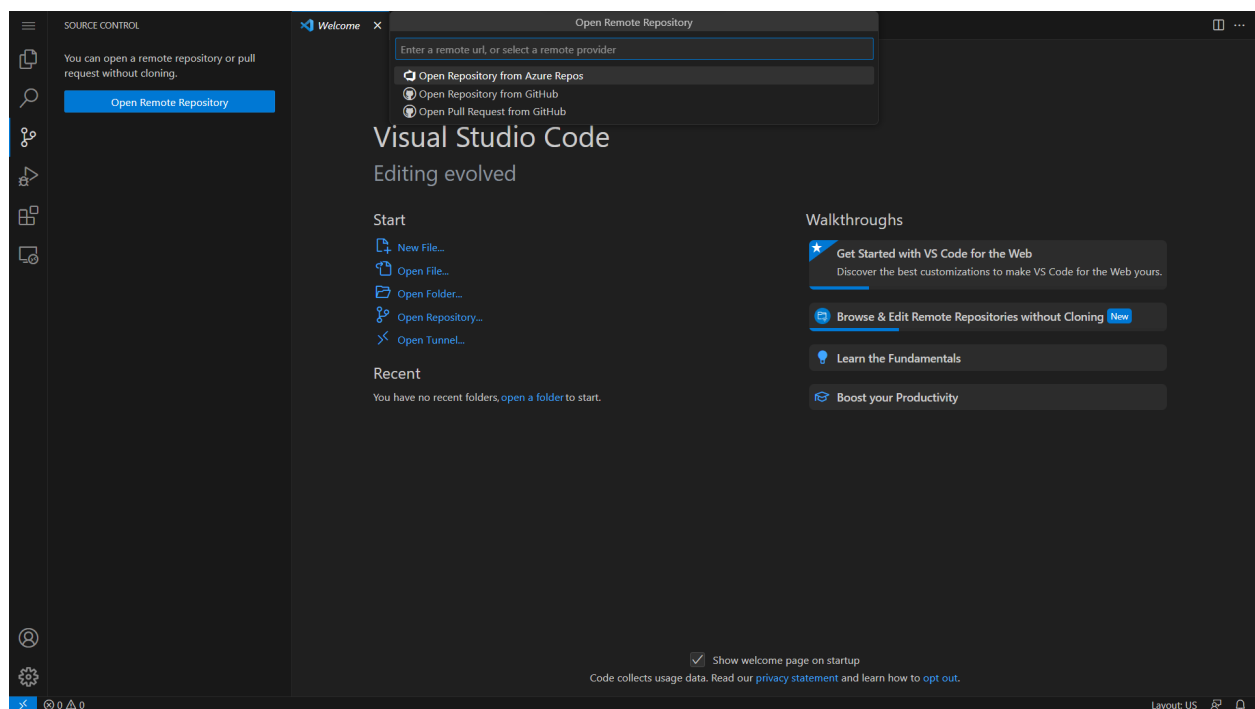 SOURCE CONTROL
You can open a remote repository or pull
request without cloning.
Open Remote Repository
Welcome
Open Remote Repository
Enter a remote url, or select a remote provider
Open Repository from Azure Repos
Open Repository from GitHub
Open Pull Request from GitHub
Visual Studio Code
Editing evolved
Start
New File...
Open File...
Open Folder...
Open Repository...
Open Tunnel...
Recent
You have no recent folders, open a folder to start.
Walkthroughs
Get Started with VS Code for the Web
Discover the best customizations to make VS Code for the Web yours.
Browse & Edit Remote Repositories without Cloning New
Learn the Fundamentals
Boost your Productivity
Show welcome page on startup
Code collects usage data. Read our privacy statement and learn how to opt out.
0 0
Layout: US